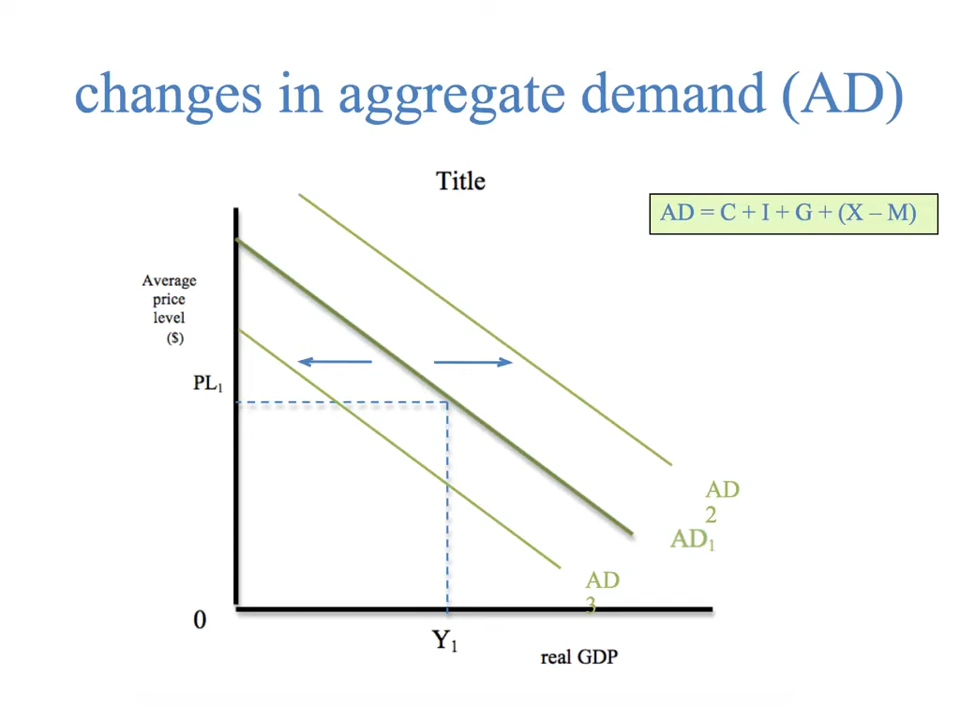 changes in aggregate demand (AD)
Title
AD = C + I + G + (X – M)
Average
price
level
($)
PL₁
AD
2
AD₁
AD
3
0
Y₁
real GDP